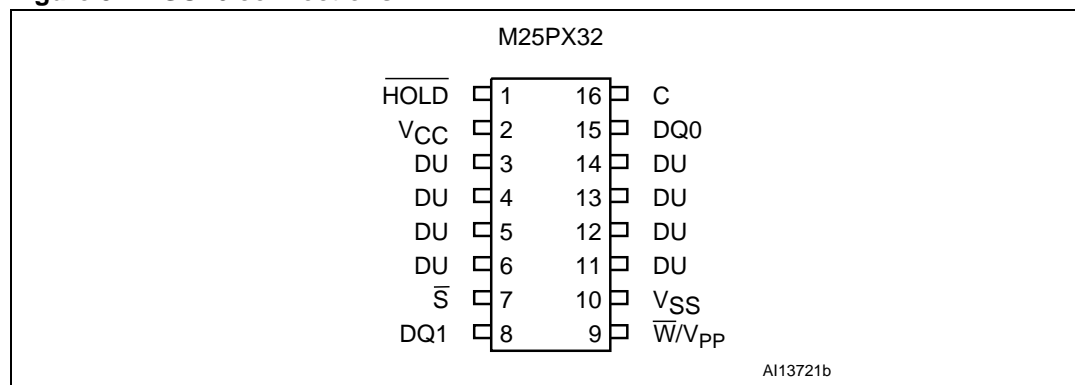 M25PX32
HOLD 1 16 C
VCC 2 15 DQ0
DU 3 14 DU
DU 4 13 DU
DU 5 12 DU
DU 6 11 DU
S 7 10 VSS
DQ1 8 9 W/VPP
AI13721b